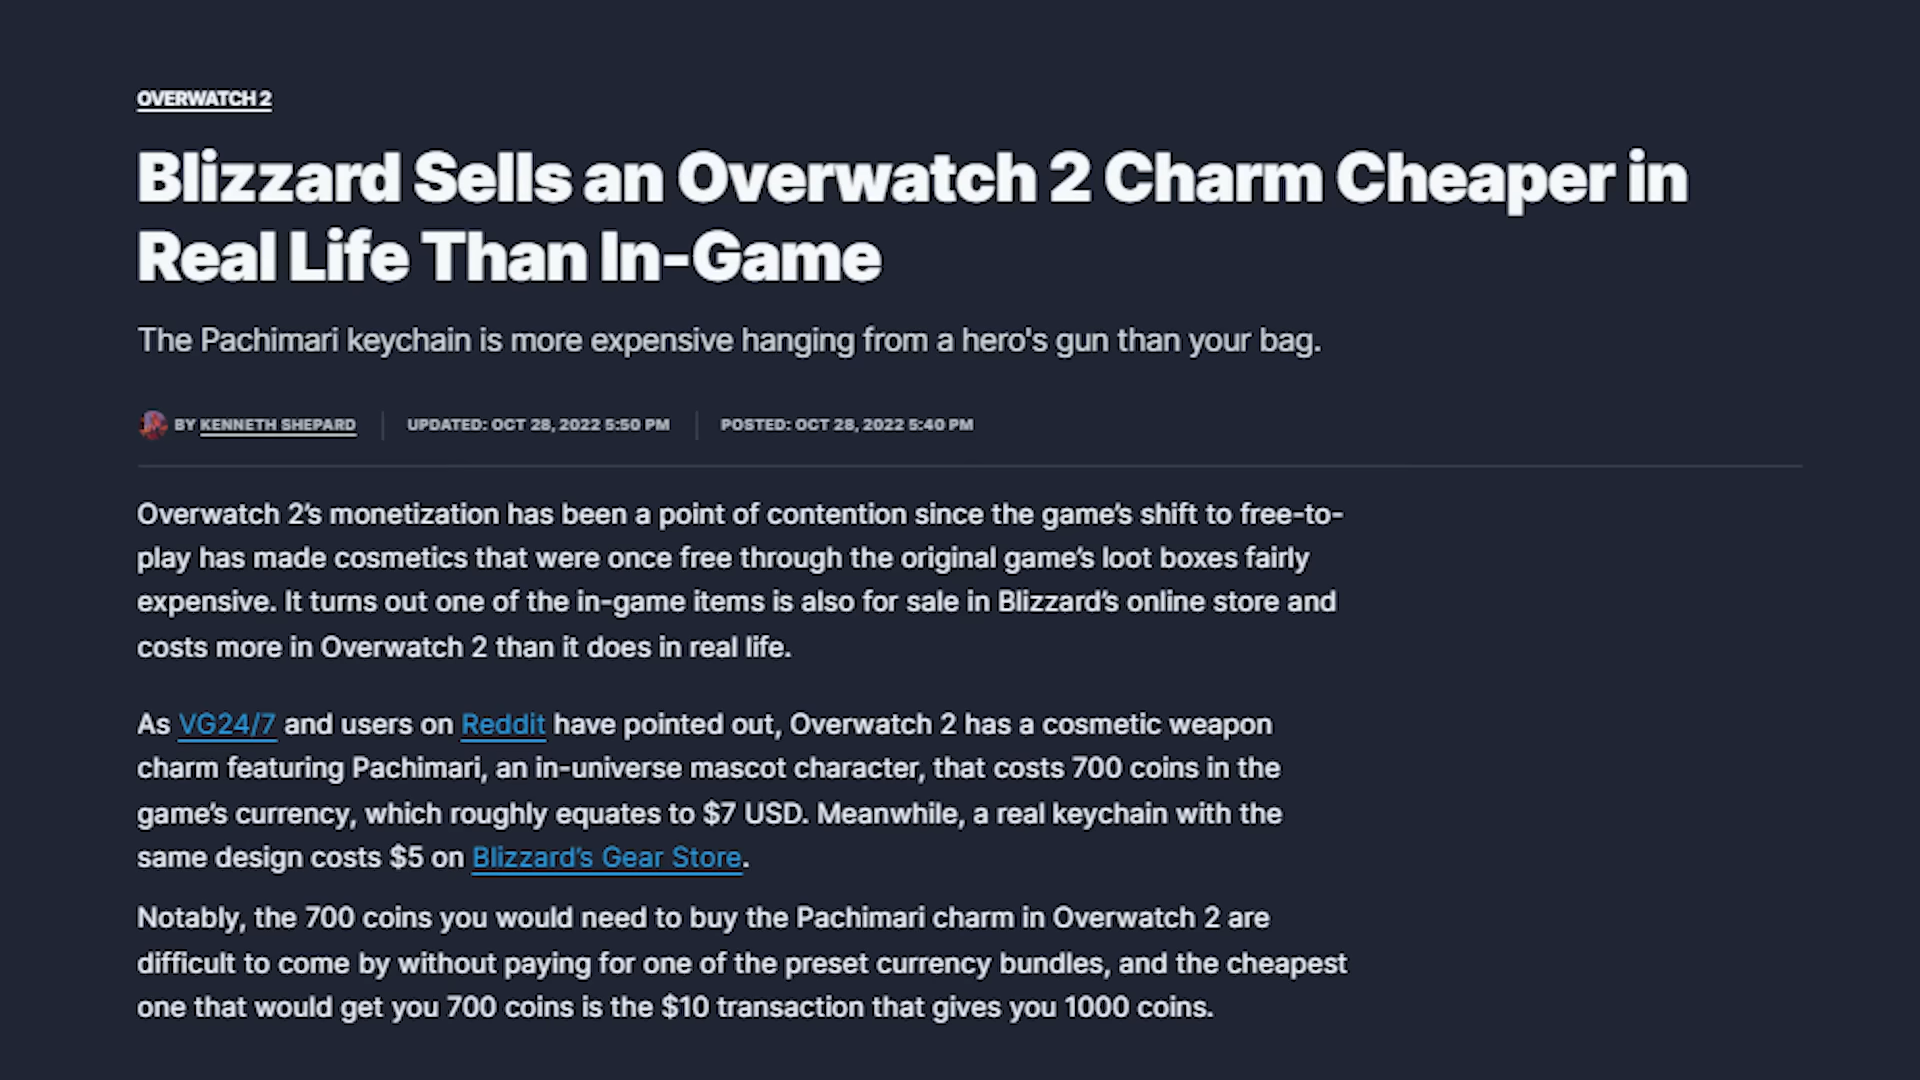 OVERWATCH 2
Blizzard Sells an Overwatch 2 Charm Cheaper in
Real Life Than In-Game
The Pachimari keychain is more expensive hanging from a hero's gun than your bag.
BY KENNETH SHEPARD UPDATED: OCT 28, 2022 5:50 PM POSTED: OCT 28, 2022 5:40 PM
Overwatch 2’s monetization has been a point of contention since the game’s shift to free-to-
play has made cosmetics that were once free through the original game’s loot boxes fairly
expensive. It turns out one of the in-game items is also for sale in Blizzard’s online store and
costs more in Overwatch 2 than it does in real life.
As VG24/7 and users on Reddit have pointed out, Overwatch 2 has a cosmetic weapon
charm featuring Pachimari, an in-universe mascot character, that costs 700 coins in the
game’s currency, which roughly equates to $7 USD. Meanwhile, a real keychain with the
same design costs $5 on Blizzard’s Gear Store.
Notably, the 700 coins you would need to buy the Pachimari charm in Overwatch 2 are
difficult to come by without paying for one of the preset currency bundles, and the cheapest
one that would get you 700 coins is the $10 transaction that gives you 1000 coins.